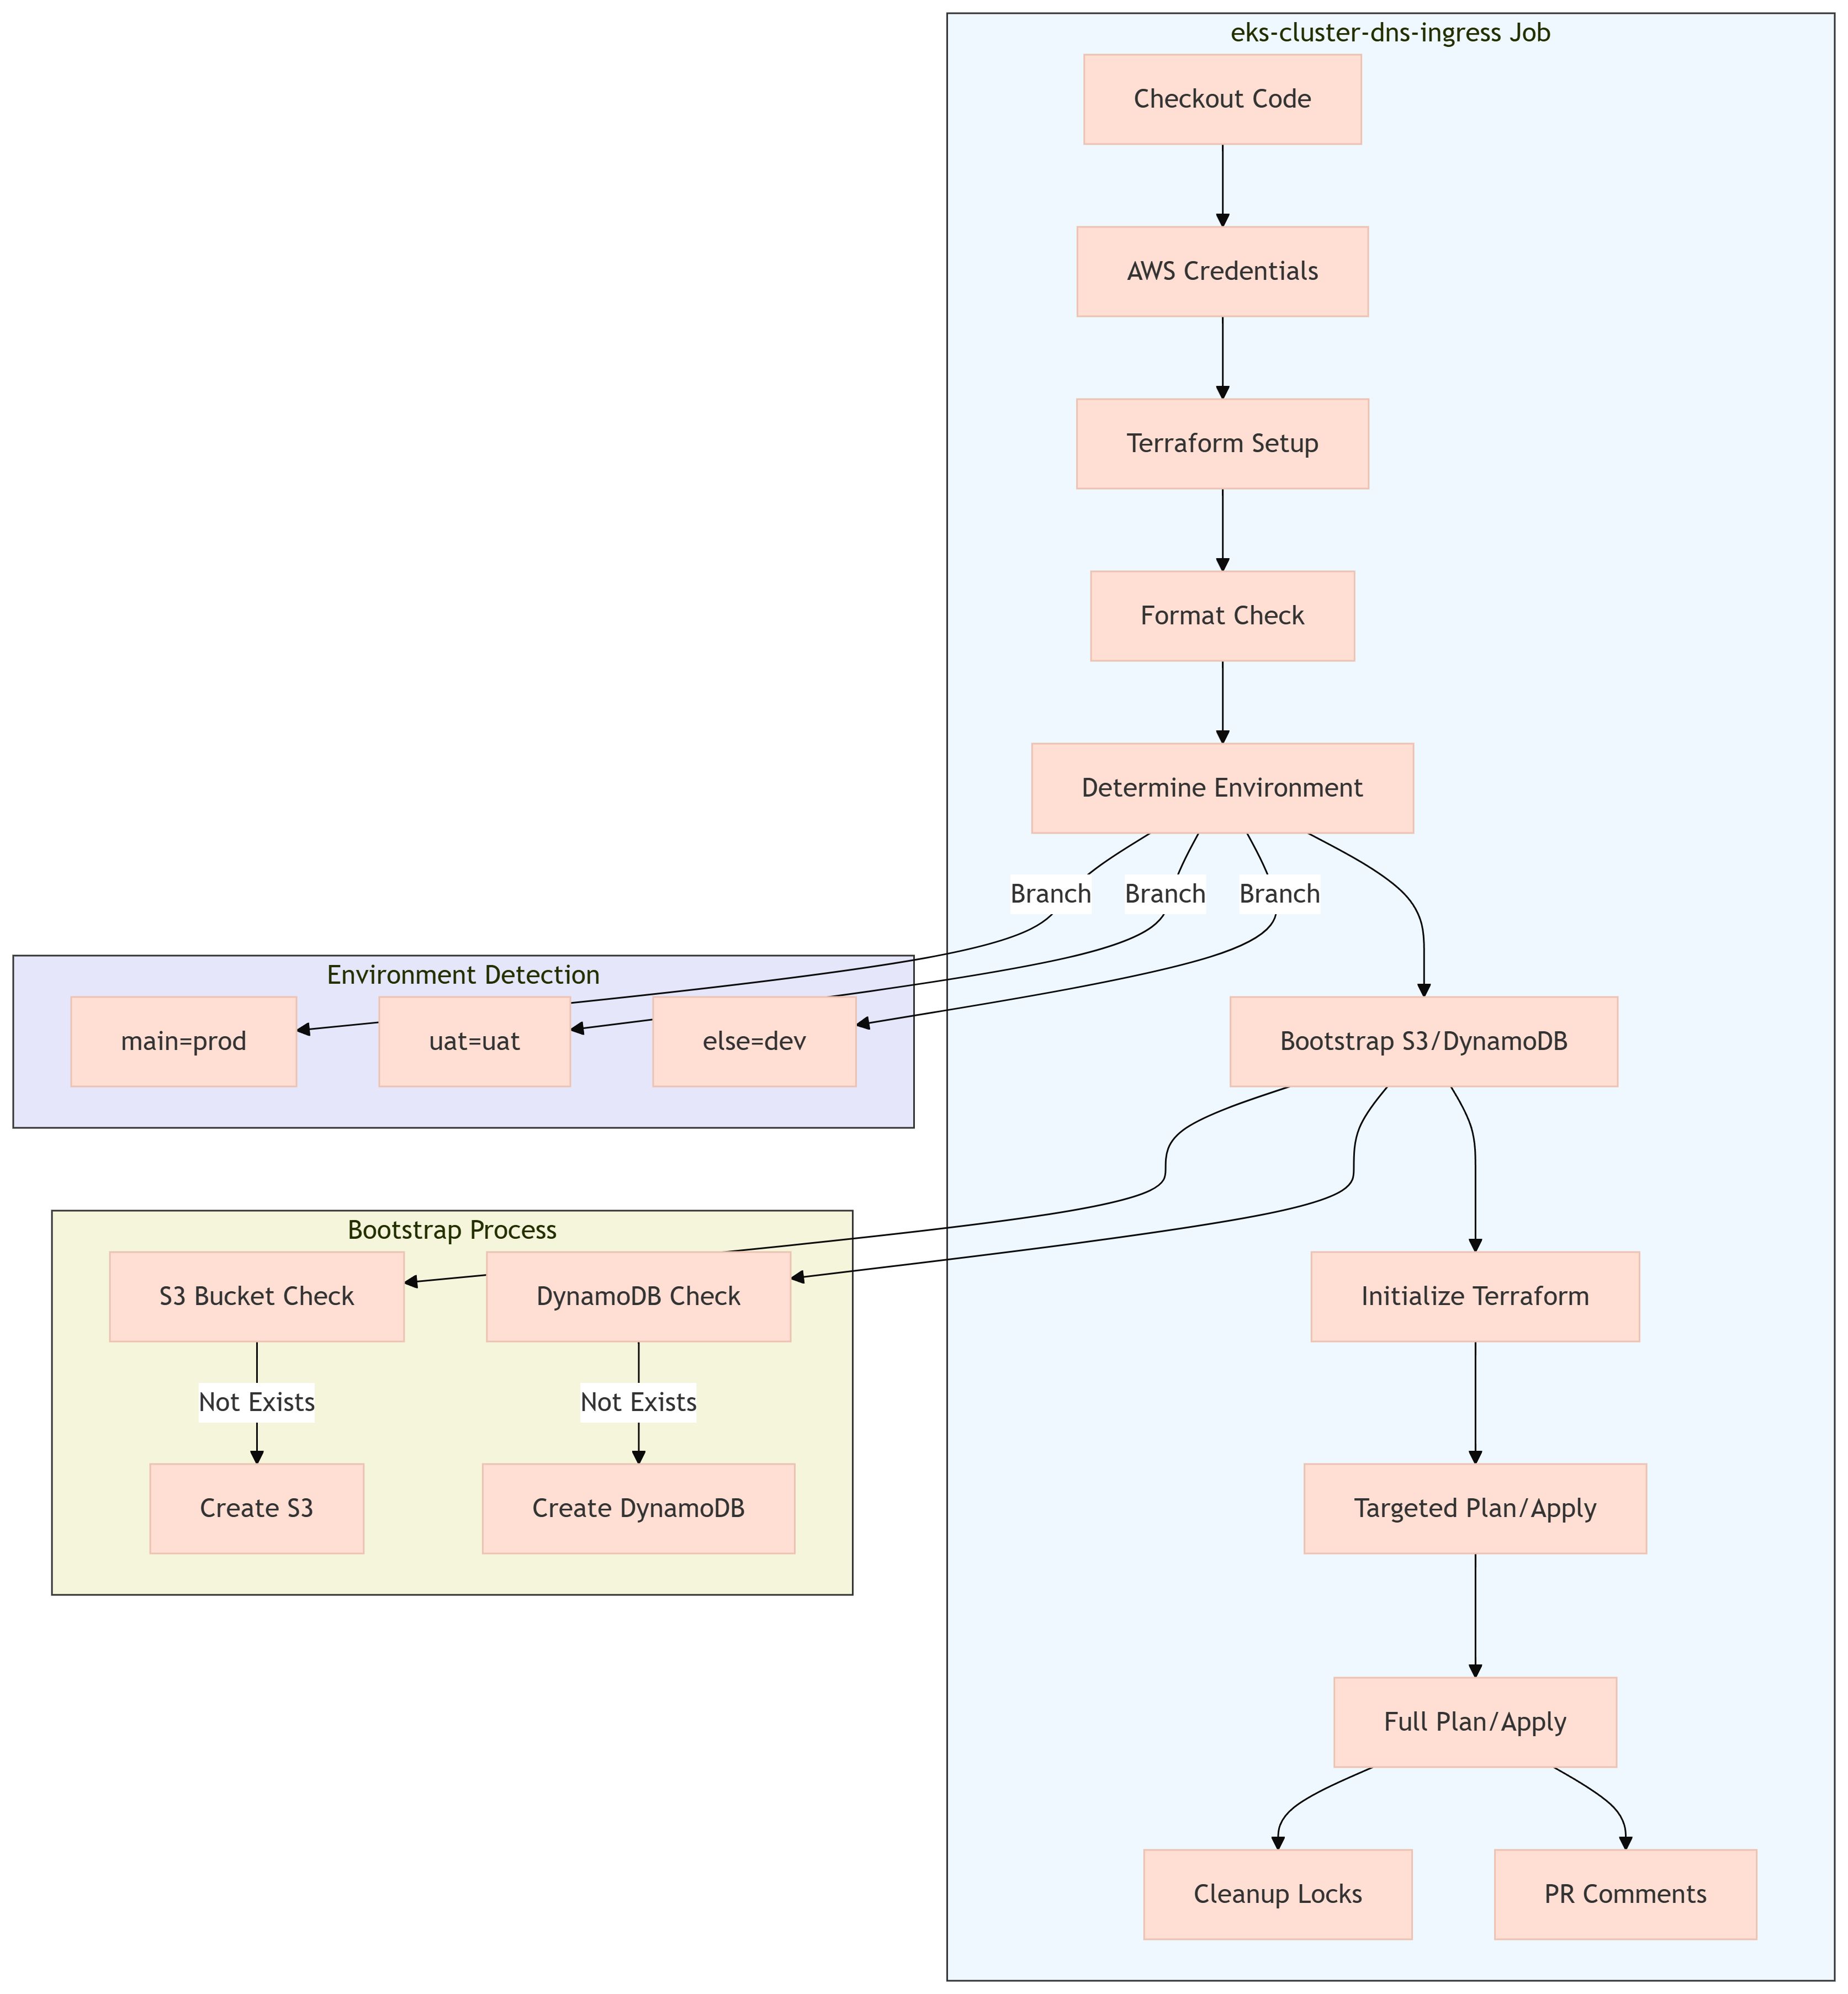 eks-cluster-dns-ingress Job
Checkout Code
AWS Credentials
Terraform Setup
Format Check
Determine Environment
Branch
Branch
Branch
Environment Detection
main=prod
uat=uat
else=dev
Bootstrap S3/DynamoDB
Bootstrap Process
S3 Bucket Check
DynamoDB Check
Initialize Terraform
Not Exists
Not Exists
Create S3
Create DynamoDB
Targeted Plan/Apply
Full Plan/Apply
Cleanup Locks
PR Comments